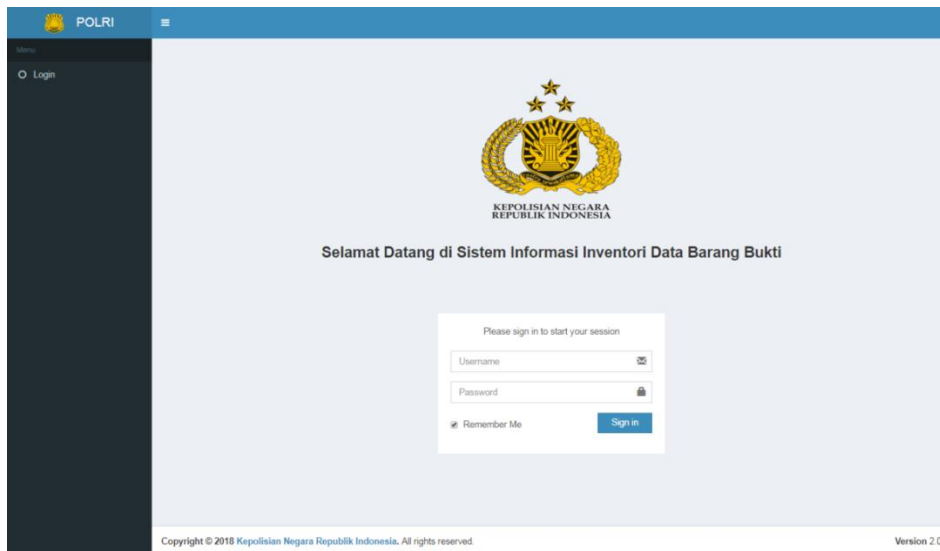 POLRI
Menu
Login
KEPOLISIAN NEGARA
REPUBLIK INDONESIA
Selamat Datang di Sistem Informasi Inventori Data Barang Bukti
Please sign in to start your session
Username
Password
Remember Me
Sign in
Copyright © 2018 Kepolisian Negara Republik Indonesia. All rights reserved.
Version 2.0